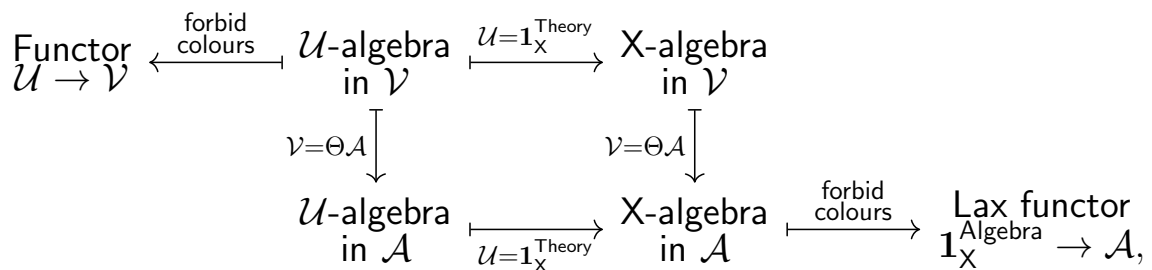 forbid colours
Functor 𝒰 → 𝒱
𝒰-algebra in 𝒱
𝒰=𝟏_X^Theory
X-algebra in 𝒱
𝒱=Θ𝒜
𝒱=Θ𝒜
𝒰-algebra in 𝒜
𝒰=𝟏_X^Theory
X-algebra in 𝒜
forbid colours
Lax functor 𝟏_X^Algebra → 𝒜,